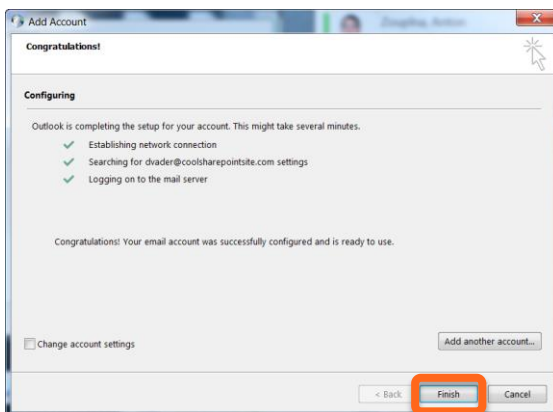 Add Account
Congratulations!
Configuring
Outlook is completing the setup for your account. This might take several minutes.
Establishing network connection
Searching for dvader@coolsharepointsite.com settings
Logging on to the mail server
Congratulations! Your email account was successfully configured and is ready to use.
Change account settings
Add another account...
< Back
Finish
Cancel